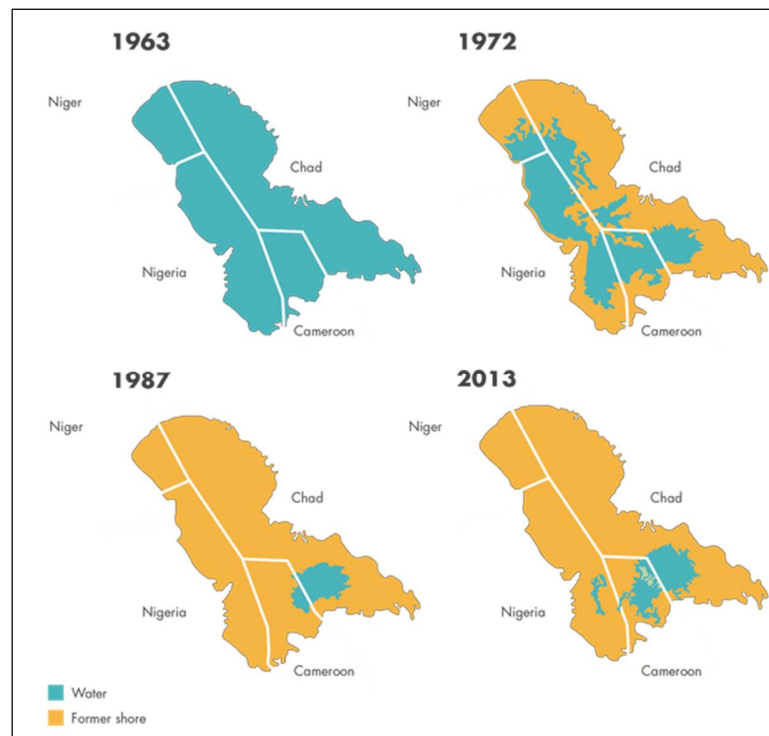 1963
1972
Niger
Niger
Chad
Chad
Nigeria
Nigeria
Cameroon
Cameroon
1987
2013
Niger
Niger
Chad
Chad
Nigeria
Nigeria
Cameroon
Cameroon
Water
Former shore